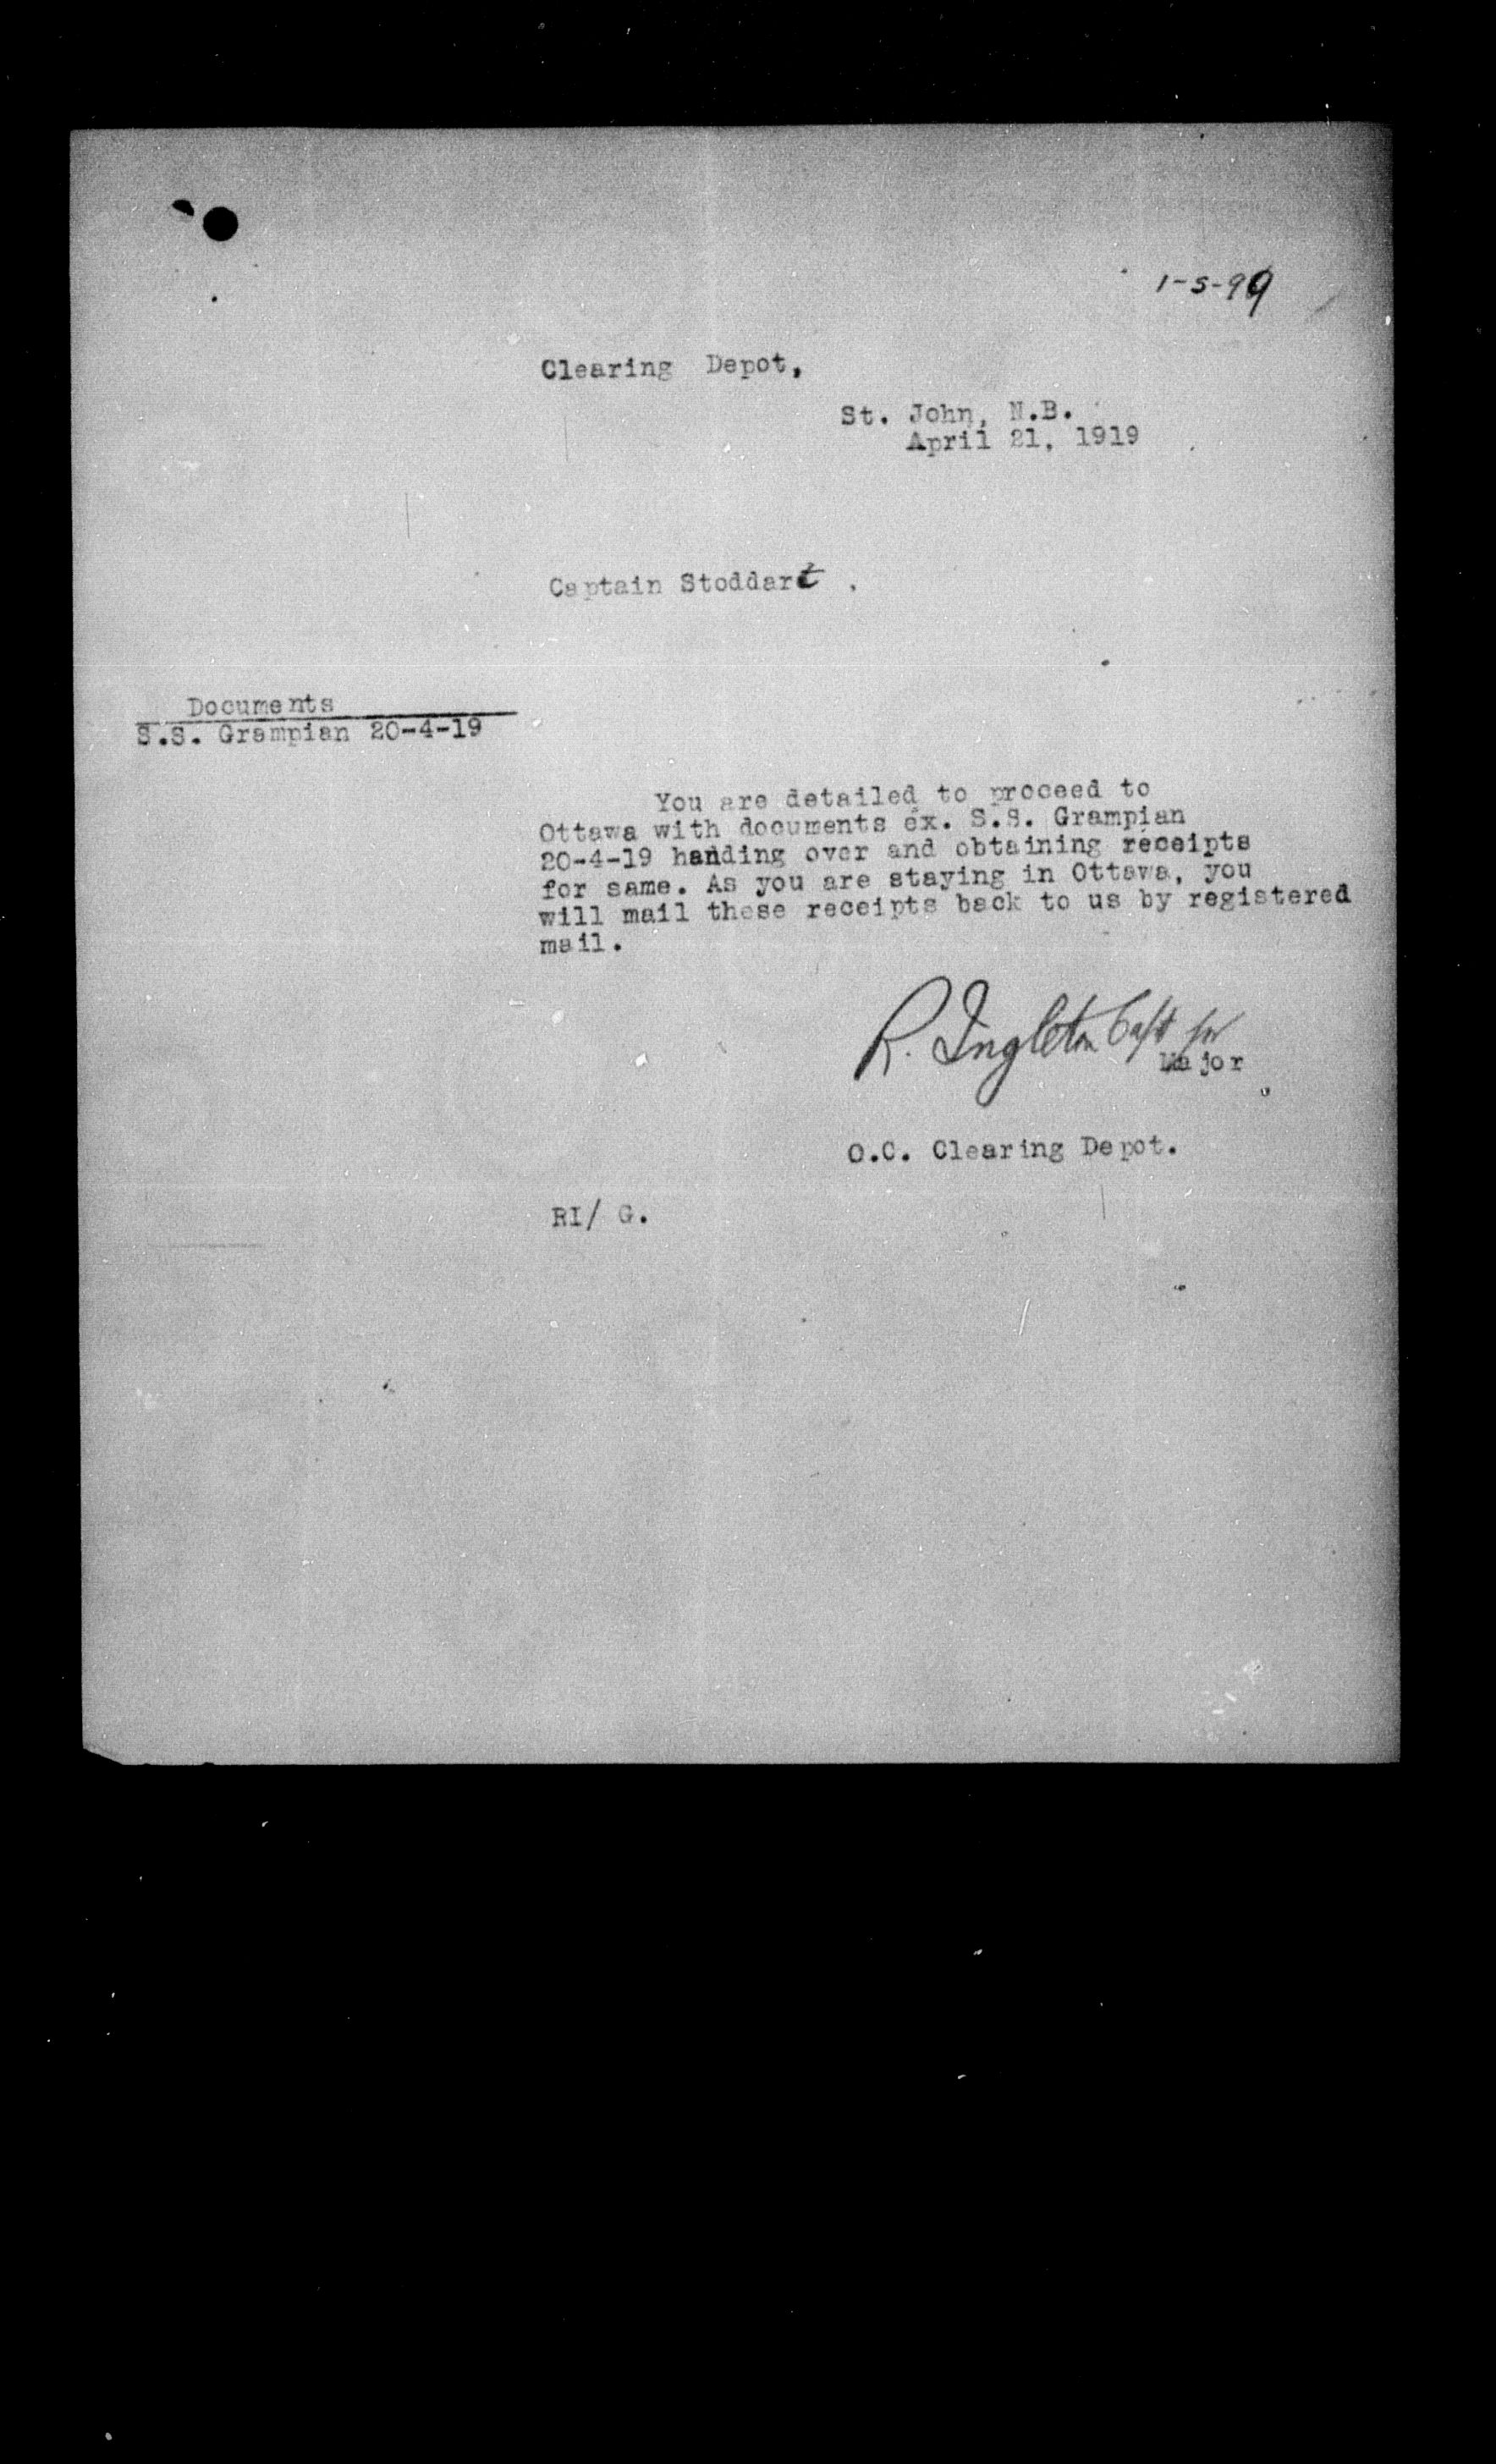 1-5-99
Clearing Depot,
St. John, N.B.
April 21, 1919
Captain Stoddart .
Documents
S.S. Grampian 20-4-19
You are detailed to proceed to
Ottawa with documents ex. S.S. Grampian
20-4-19 handing over and obtaining receipts
for same. As you are staying in Ottawa, you
will mail these receipts back to us by registered
mail.
R. Ingleton Capt for
Major
O.C. Clearing Depot.
RI/ G.